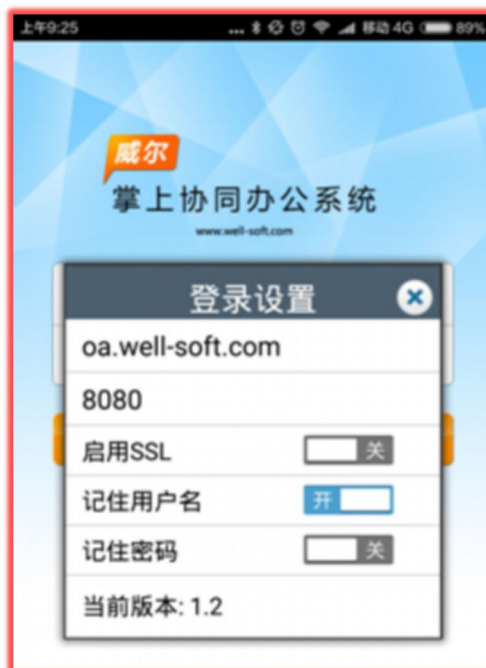 上午9:25
... 移动 4G 89%
威尔
掌上协同办公系统
www.well-soft.com
登录设置
oa.well-soft.com
8080
启用SSL 关
记住用户名 开
记住密码 关
当前版本: 1.2